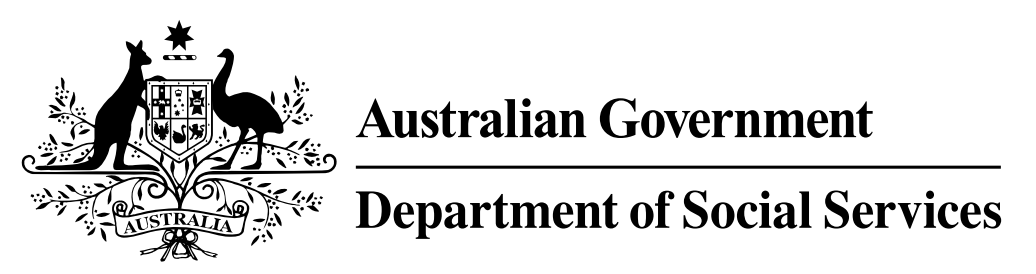 Australian Government
Department of Social Services
AUSTRALIA